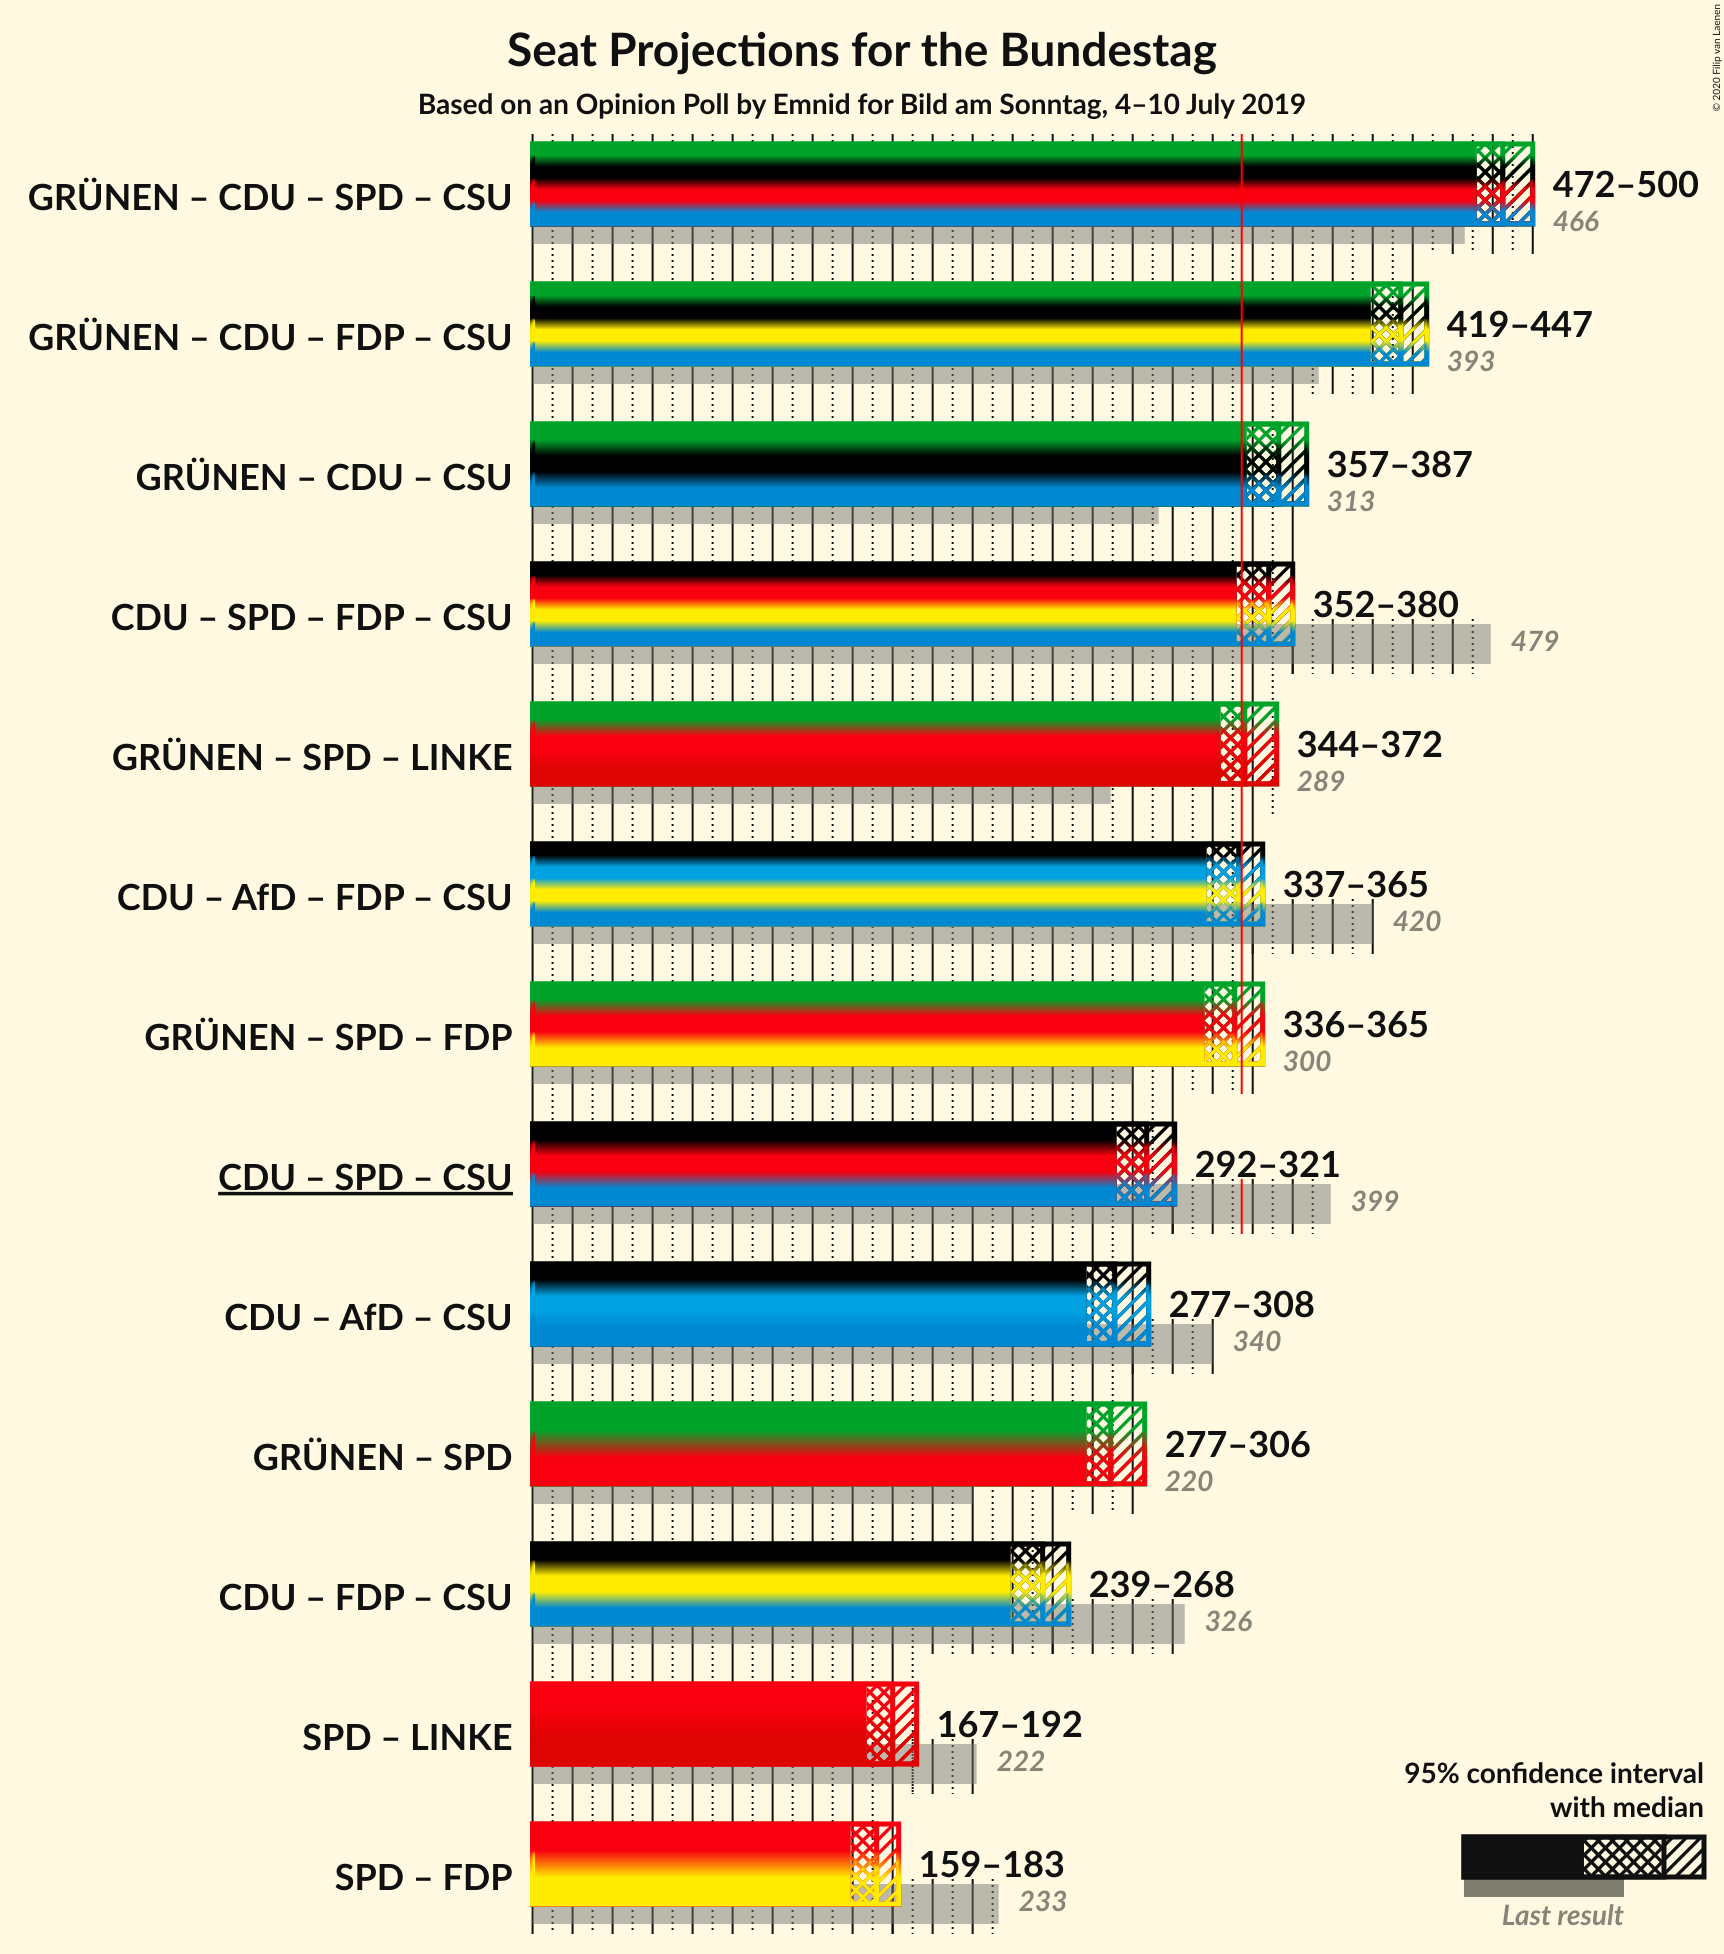 Seat Projections for the Bundestag
Based on an Opinion Poll by Emnid for Bild am Sonntag, 4–10 July 2019
© 2020 Filip van Laenen
GRÜNEN – CDU – SPD – CSU
472–500
466
GRÜNEN – CDU – FDP – CSU
419–447
393
GRÜNEN – CDU – CSU
357–387
313
CDU – SPD – FDP – CSU
352–380
479
GRÜNEN – SPD – LINKE
344–372
289
CDU – AfD – FDP – CSU
337–365
420
GRÜNEN – SPD – FDP
336–365
300
CDU – SPD – CSU
292–321
399
CDU – AfD – CSU
277–308
340
GRÜNEN – SPD
277–306
220
CDU – FDP – CSU
239–268
326
SPD – LINKE
167–192
222
SPD – FDP
159–183
233
95% confidence interval
with median
Last result